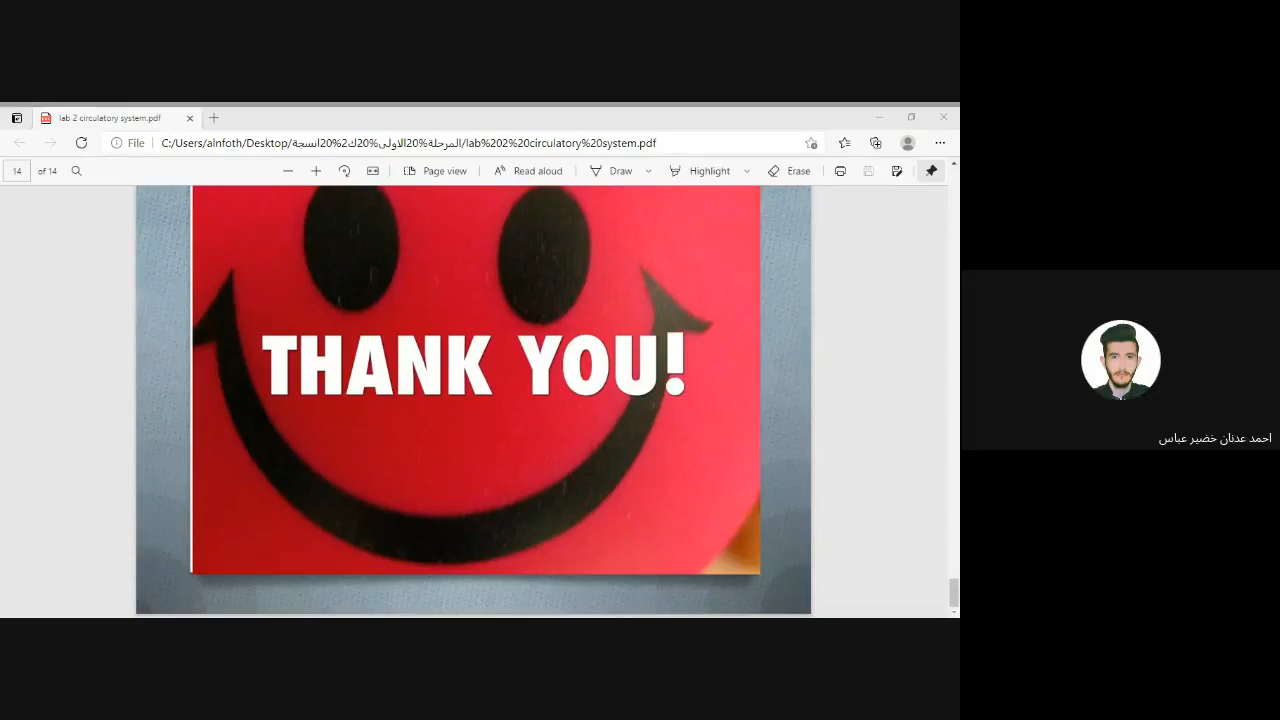 lab 2 circulatory system.pdf
File
C:/Users/alnfoth/Desktop/المرحلة%20الاولى%20ك2%20انسجة/lab%202%20circulatory%20system.pdf
14 of 14
Page view
Read aloud
Draw
Highlight
Erase
THANK YOU!
احمد عدنان خضير عباس